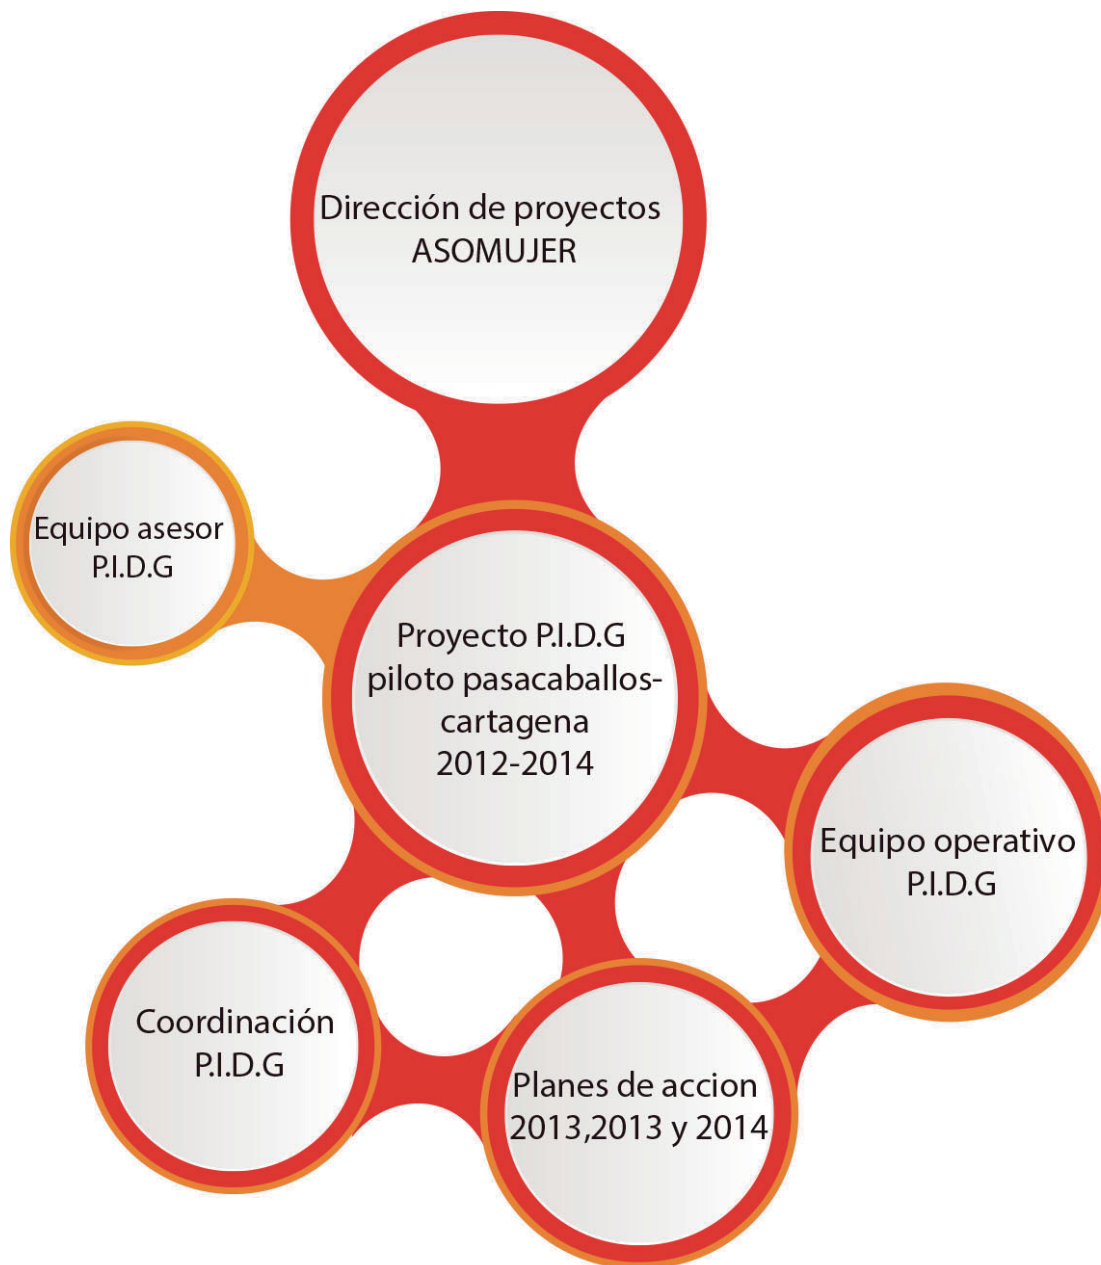 Dirección de proyectos
ASOMUJER
Equipo asesor
P.I.D.G
Proyecto P.I.D.G
piloto pasacaballos-
cartagena
2012-2014
Equipo operativo
P.I.D.G
Coordinación
P.I.D.G
Planes de accion
2013,2013 y 2014